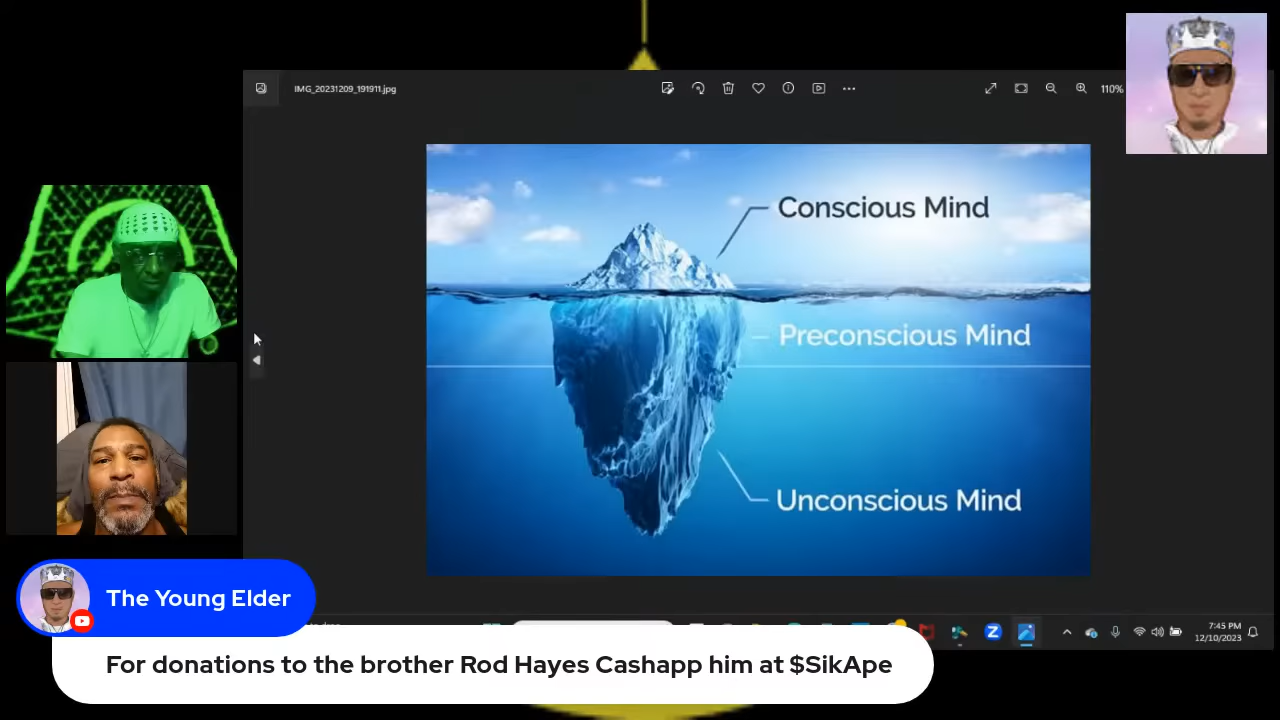 IMG_20231209_191911.jpg
110%
Conscious Mind
Preconscious Mind
Unconscious Mind
The Young Elder
For donations to the brother Rod Hayes Cashapp him at $SikApe
7:45 PM
12/10/2023